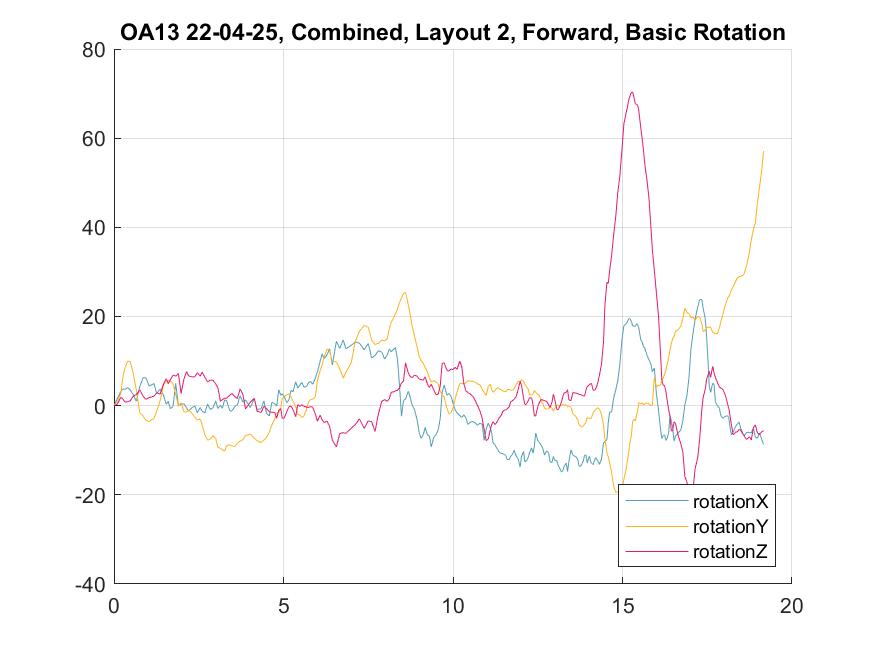 OA13 22-04-25, Combined, Layout 2, Forward, Basic Rotation
80
60
40
20
0
-20
-40
0 5 10 15 20
rotationX
rotationY
rotationZ